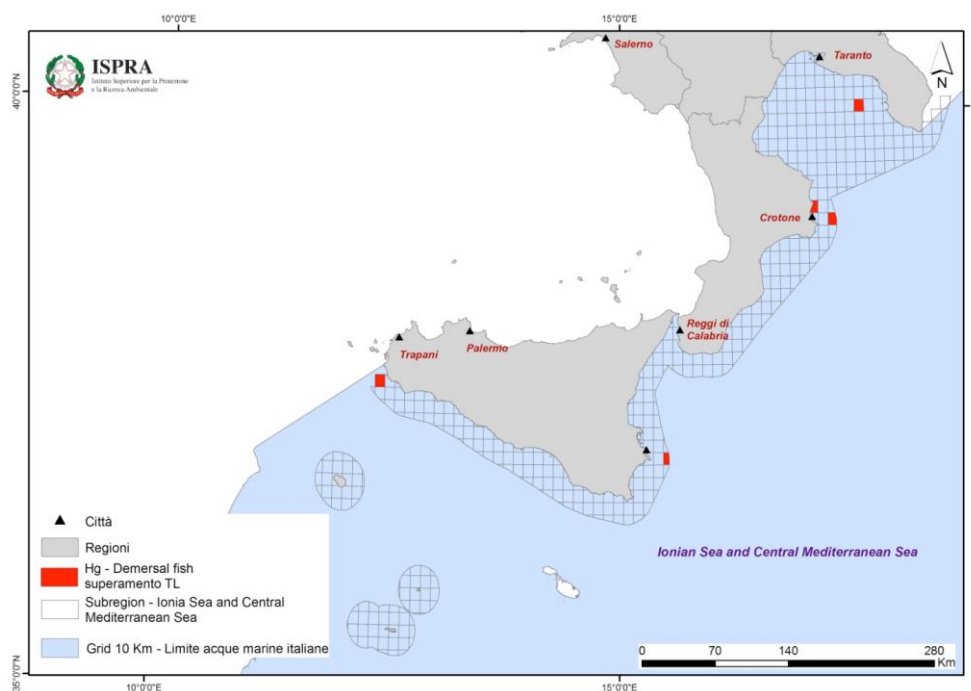 10°0'0"E
15°0'0"E
ISPRA
Istituto Superiore per la Protezione
e la Ricerca Ambientale
Salerno
Taranto
N
40°0'0"N
Crotone
Reggi di
Calabria
Trapani
Palermo
Città
Regioni
Hg - Demersal fish
superamento TL
Subregion - Ionia Sea and Central
Mediterranean Sea
Grid 10 Km - Limite acque marine italiane
Ionian Sea and Central Mediterranean Sea
0 70 140 280
Km
35°0'0"N
10°0'0"E
15°0'0"E